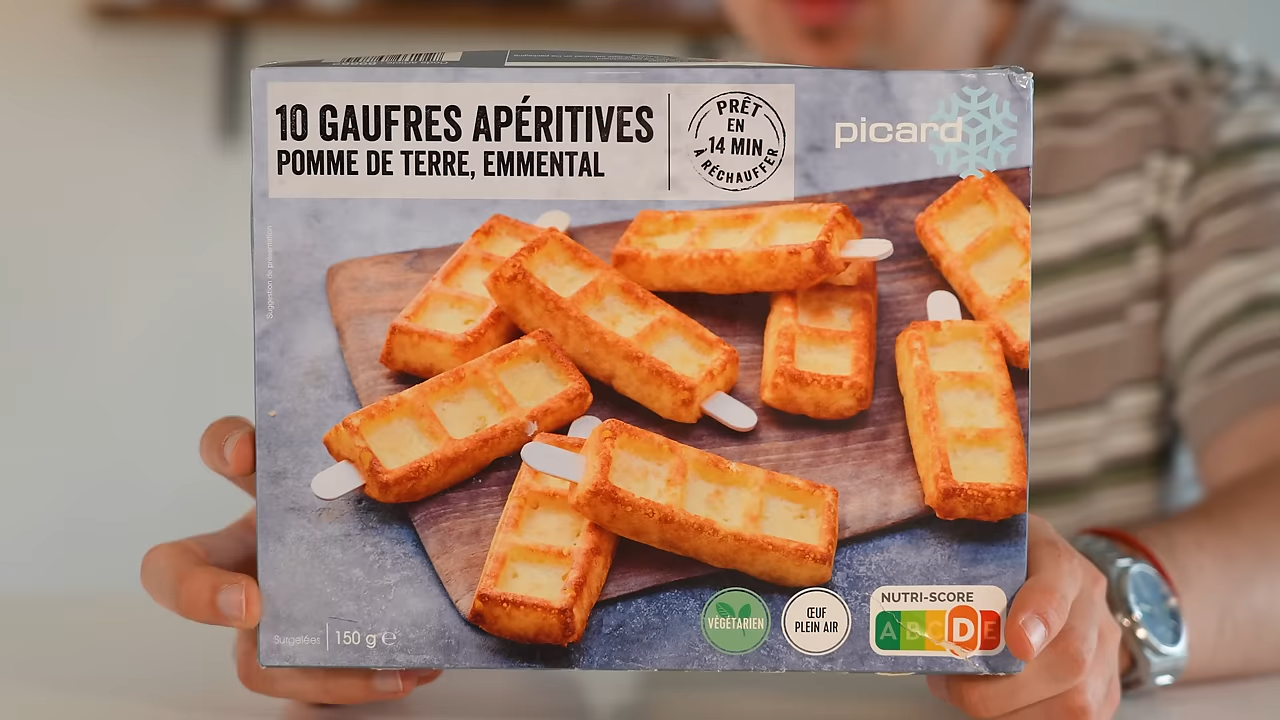 10 GAUFRES APÉRITIVES
POMME DE TERRE, EMMENTAL
PRÊT
EN
14 MIN
À RÉCHAUFFER
picard
Suggestion de présentation
Surgelées
150 g ℮
VÉGÉTARIEN
ŒUF
PLEIN AIR
NUTRI-SCORE
A B C D E